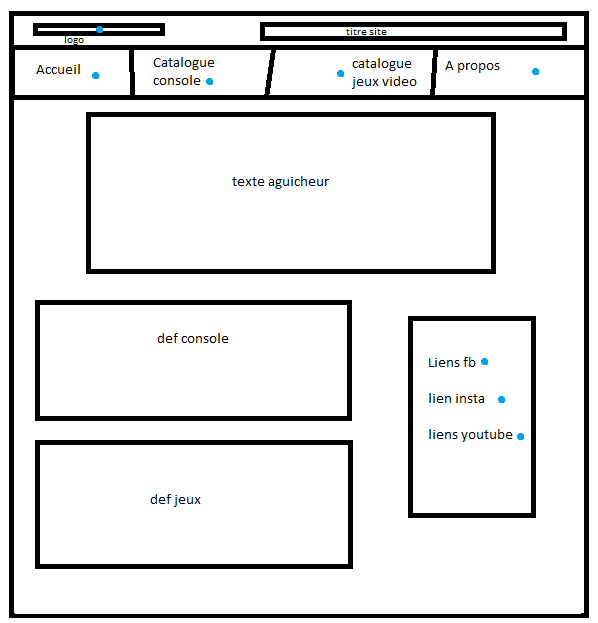 logo
titre site
Accueil
Catalogue
console
catalogue
jeux video
A propos
texte aguicheur
def console
def jeux
Liens fb
lien insta
liens youtube